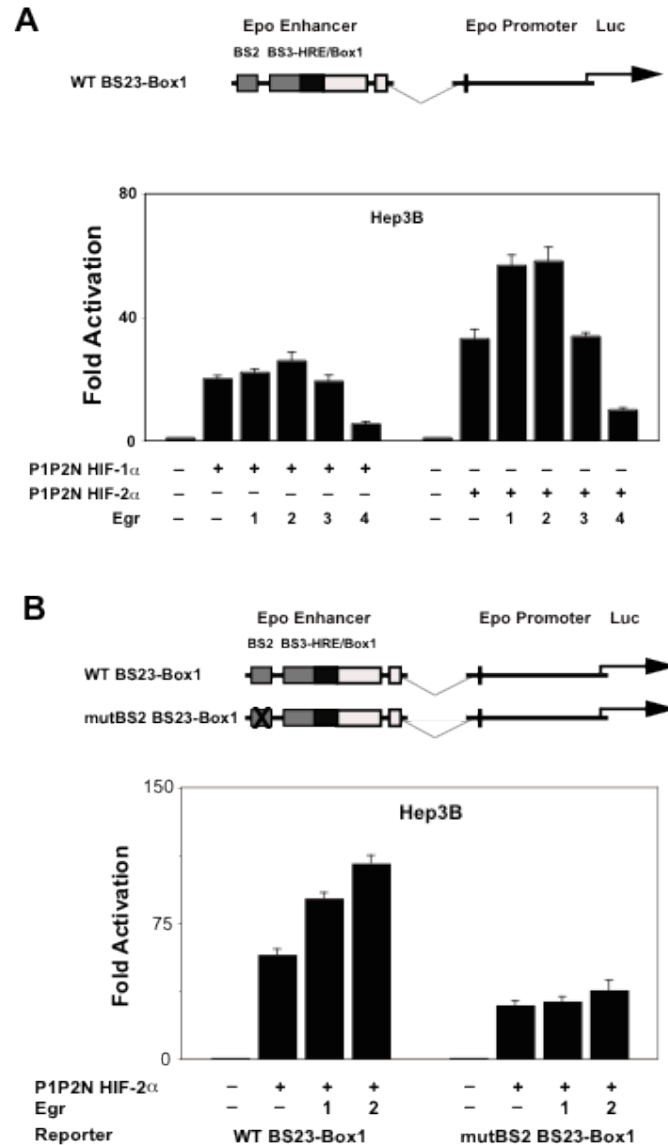 A
Epo Enhancer Epo Promoter Luc
BS2 BS3-HRE/Box1
WT BS23-Box1
80
Hep3B
40
Fold Activation
0
P1P2N HIF-1α – + + + + + – – – – – –
P1P2N HIF-2α – – – – – – – + + + + +
Egr – – 1 2 3 4 – – 1 2 3 4
B
Epo Enhancer Epo Promoter Luc
BS2 BS3-HRE/Box1
WT BS23-Box1
mutBS2 BS23-Box1
X
150
Hep3B
75
Fold Activation
0
P1P2N HIF-2α – + + + – + + +
Egr – – 1 2 – – 1 2
Reporter WT BS23-Box1 mutBS2 BS23-Box1